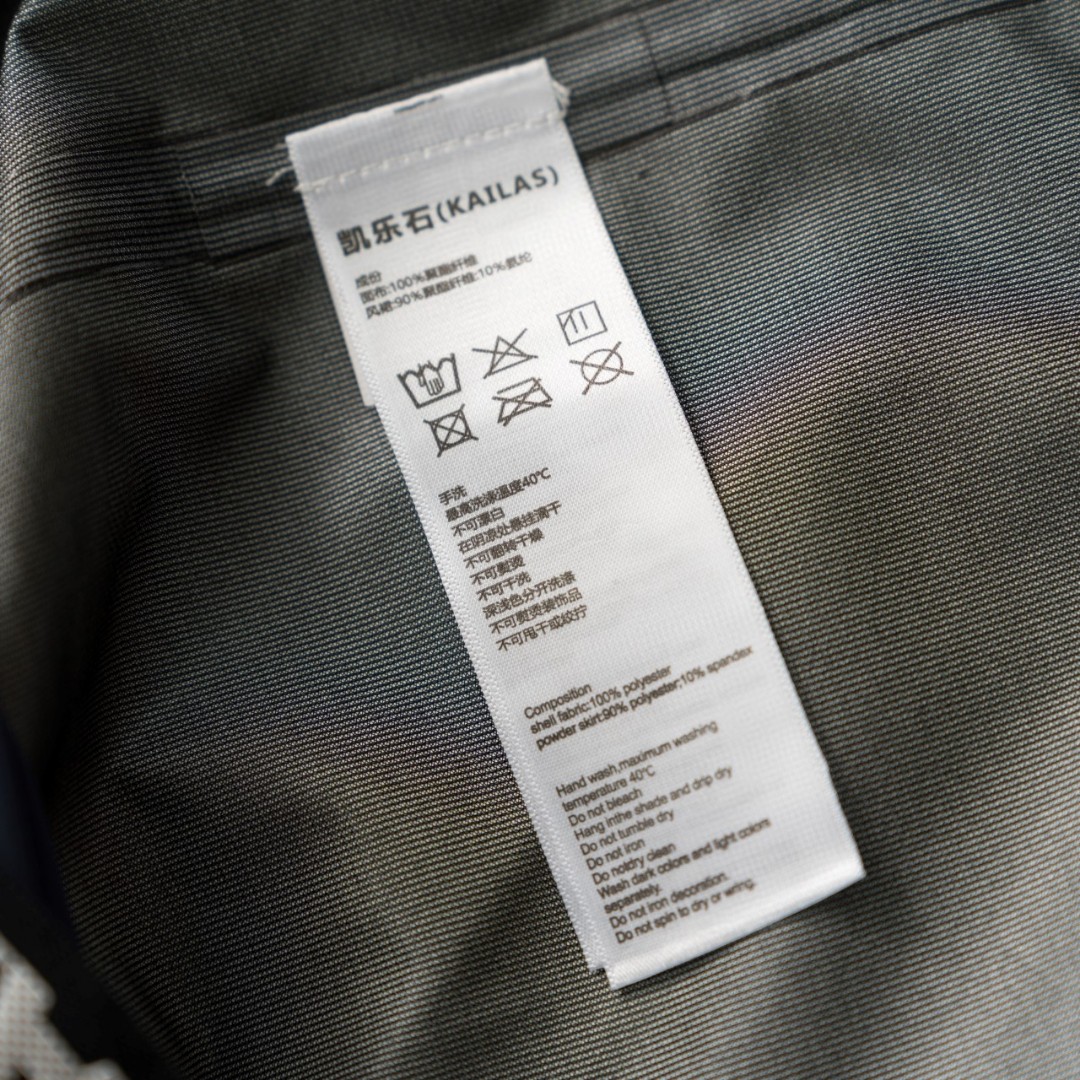 凯乐石(KAILAS)
成份
面布:100%聚酯纤维
风裙:90%聚酯纤维;10%氨纶
手洗
最高洗涤温度40℃
不可漂白
在阴凉处悬挂滴干
不可翻转干燥
不可熨烫
不可干洗
深浅色分开洗涤
不可熨烫装饰品
不可甩干或绞拧
Composition
shell fabric:100% polyester
powder skirt:90% polyester;10% spandex
Hand wash,maximum washing
temperature 40℃
Do not bleach
Hang inthe shade and drip dry
Do not tumble dry
Do not iron
Do notdry clean
Wash dark colors and light colors
separately.
Do not iron decoration.
Do not spin to dry or wring.